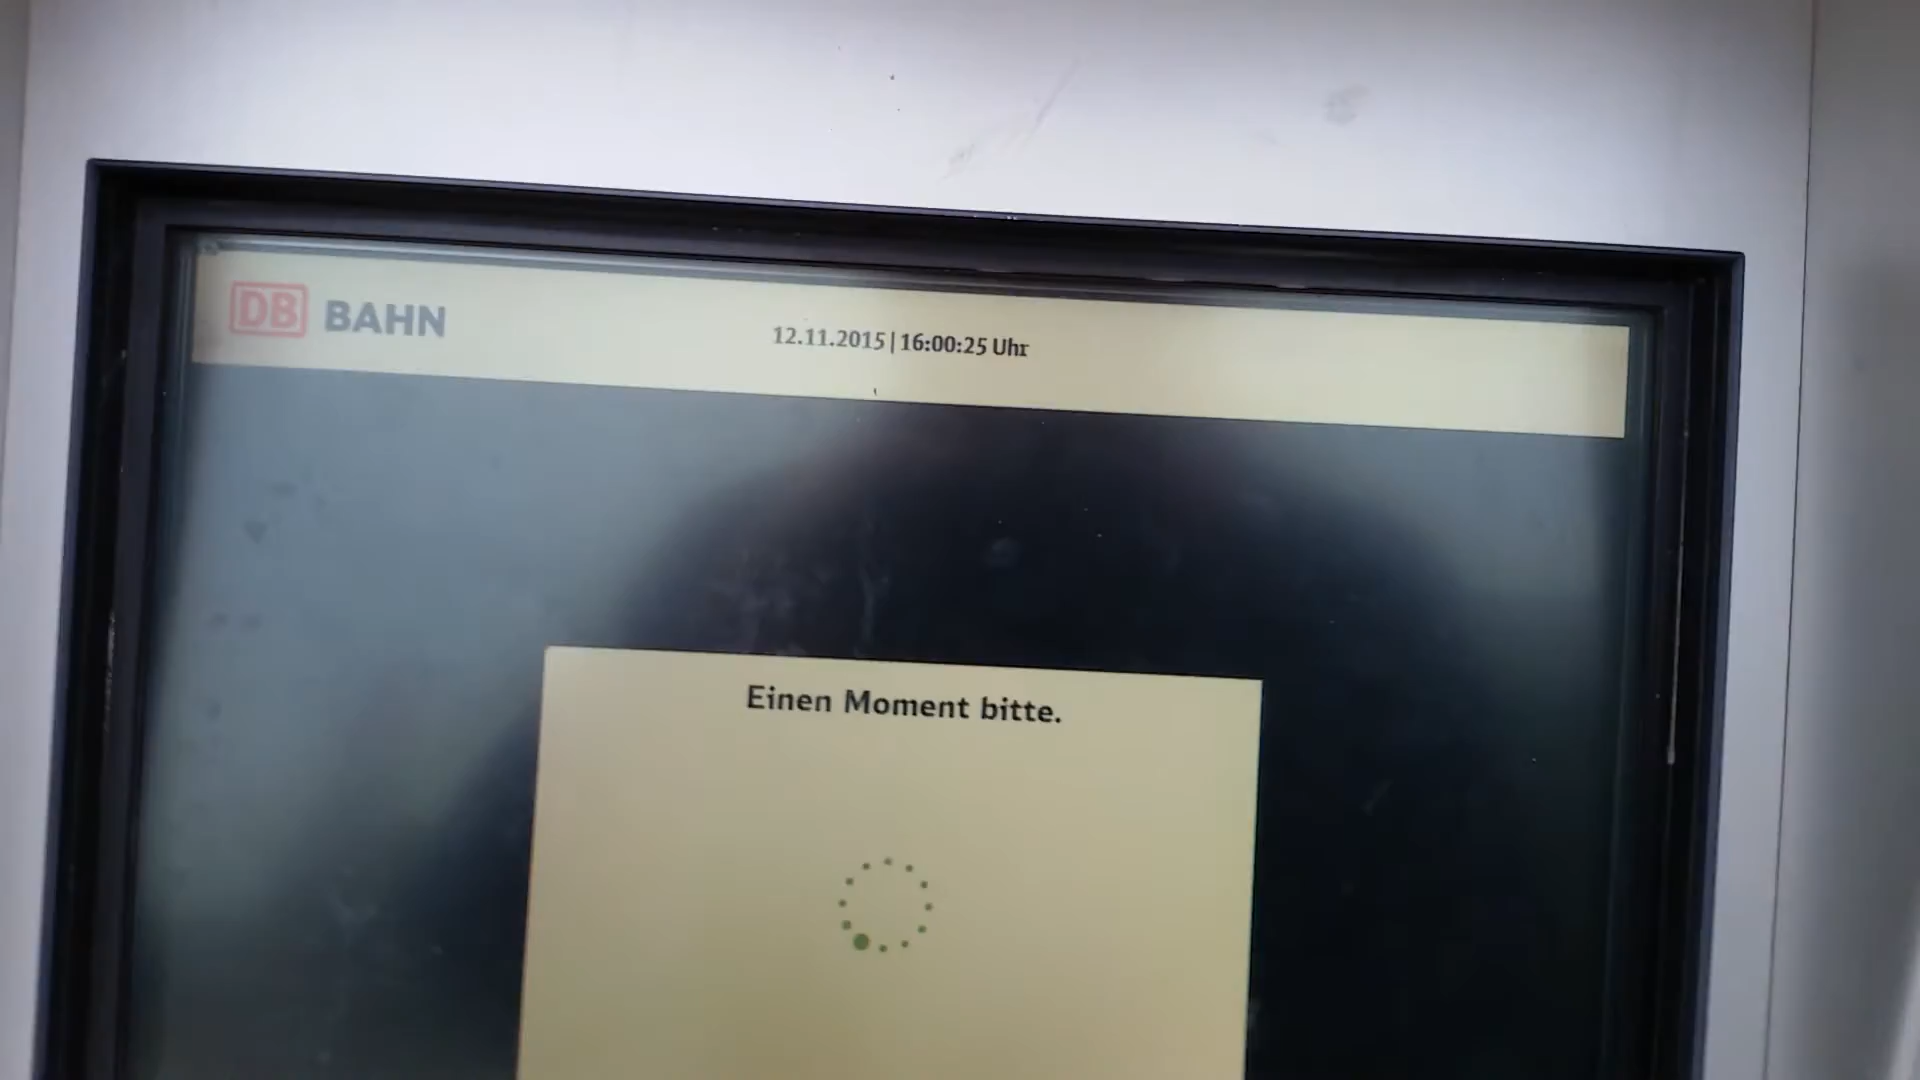 DB BAHN
12.11.2015 | 16:00:25 Uhr
Einen Moment bitte.